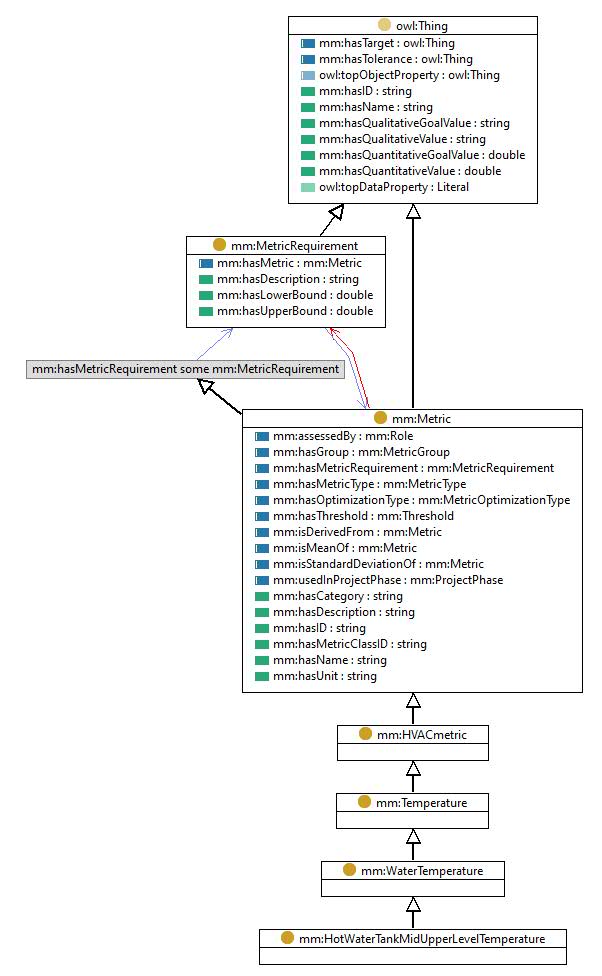 owl:Thing
mm:hasTarget : owl:Thing
mm:hasTolerance : owl:Thing
owl:topObjectProperty : owl:Thing
mm:hasID : string
mm:hasName : string
mm:hasQualitativeGoalValue : string
mm:hasQualitativeValue : string
mm:hasQuantitativeGoalValue : double
mm:hasQuantitativeValue : double
owl:topDataProperty : Literal
mm:MetricRequirement
mm:hasMetric : mm:Metric
mm:hasDescription : string
mm:hasLowerBound : double
mm:hasUpperBound : double
mm:hasMetricRequirement some mm:MetricRequirement
mm:Metric
mm:assessedBy : mm:Role
mm:hasGroup : mm:MetricGroup
mm:hasMetricRequirement : mm:MetricRequirement
mm:hasMetricType : mm:MetricType
mm:hasOptimizationType : mm:MetricOptimizationType
mm:hasThreshold : mm:Threshold
mm:isDerivedFrom : mm:Metric
mm:isMeanOf : mm:Metric
mm:isStandardDeviationOf : mm:Metric
mm:usedInProjectPhase : mm:ProjectPhase
mm:hasCategory : string
mm:hasDescription : string
mm:hasID : string
mm:hasMetricClassID : string
mm:hasName : string
mm:hasUnit : string
mm:HVACmetric
mm:Temperature
mm:WaterTemperature
mm:HotWaterTankMidUpperLevelTemperature